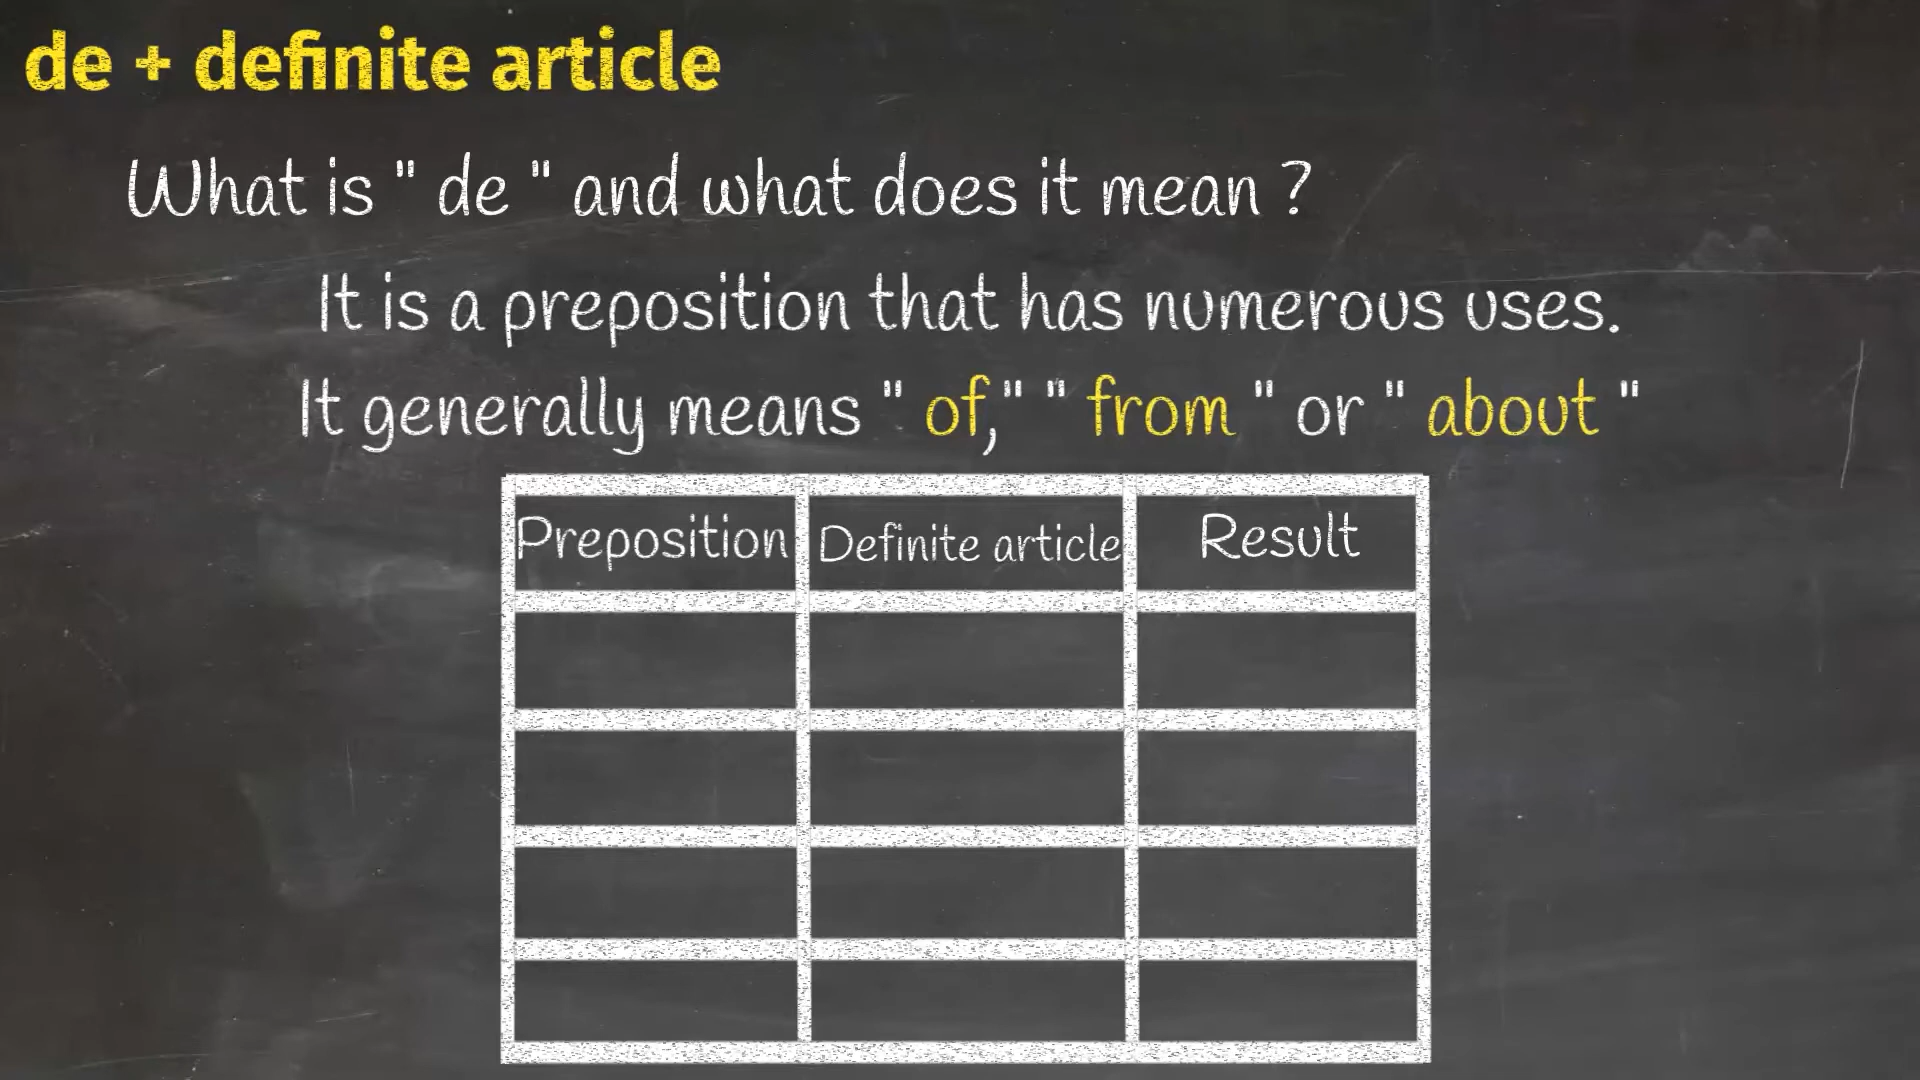 de + definite article
What is " de " and what does it mean ?
It is a preposition that has numerous uses.
It generally means " of," " from " or " about "
Preposition Definite article Result